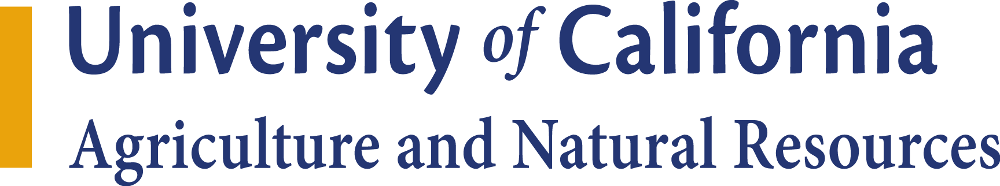 University of California
Agriculture and Natural Resources